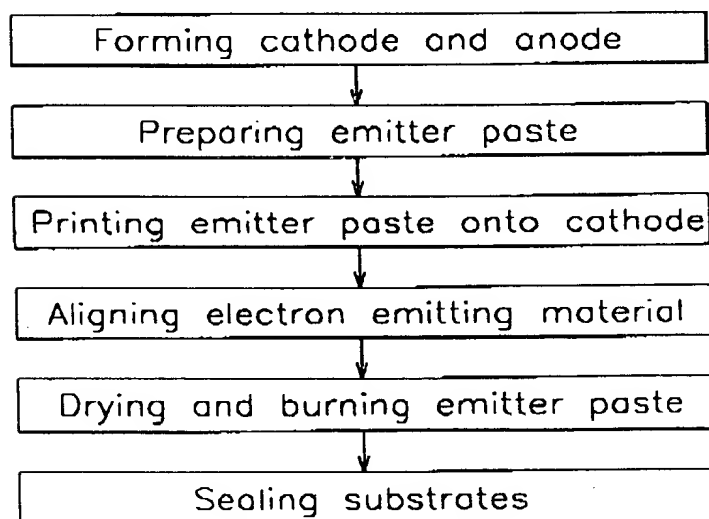 Forming cathode and anode
Preparing emitter paste
Printing emitter paste onto cathode
Aligning electron emitting material
Drying and burning emitter paste
Sealing substrates